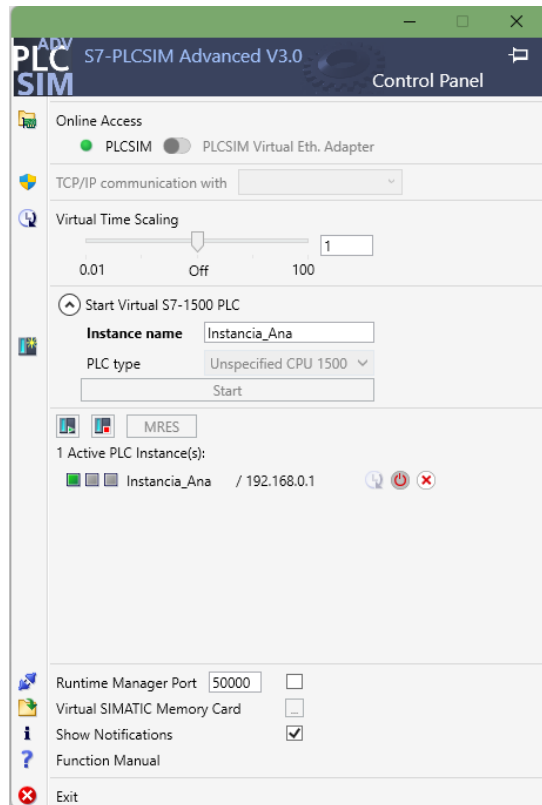 PLC ADV SIM
S7-PLCSIM Advanced V3.0
Control Panel
Online Access
PLCSIM PLCSIM Virtual Eth. Adapter
TCP/IP communication with
Virtual Time Scaling
1
0.01 Off 100
Start Virtual S7-1500 PLC
Instance name Instancia_Ana
PLC type Unspecified CPU 1500
Start
MRES
1 Active PLC Instance(s):
Instancia_Ana / 192.168.0.1
Runtime Manager Port 50000
Virtual SIMATIC Memory Card ...
Show Notifications
Function Manual
Exit